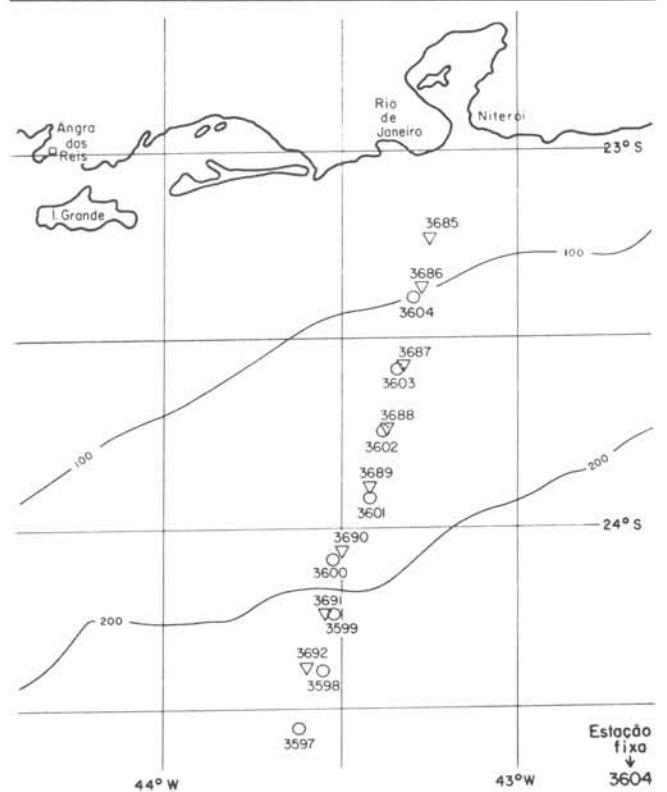 Angra
dos
Reis
Rio
de
Janeiro
Niterói
23° S
I. Grande
3685
100
3686
3604
3687
3603
3688
3602
100
200
3689
3601
24° S
3690
3600
3691
3599
200
3692
3598
3597
Estação
fixa
3604
44° W
43° W